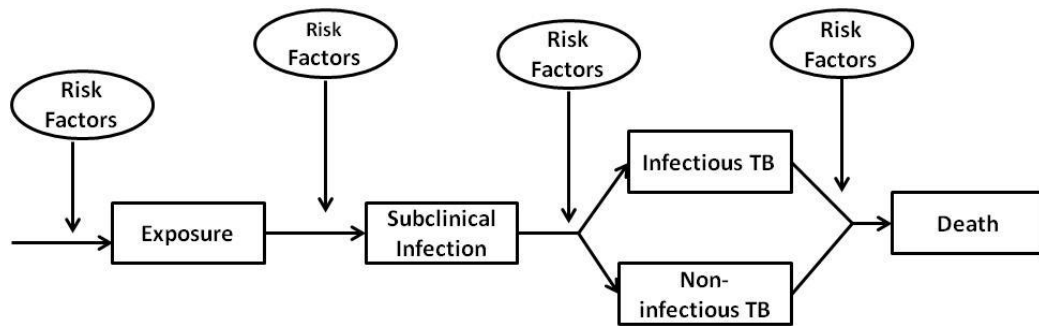 Risk
Factors
Risk
Factors
Risk
Factors
Risk
Factors
Exposure
Subclinical
Infection
Infectious TB
Non-
infectious TB
Death